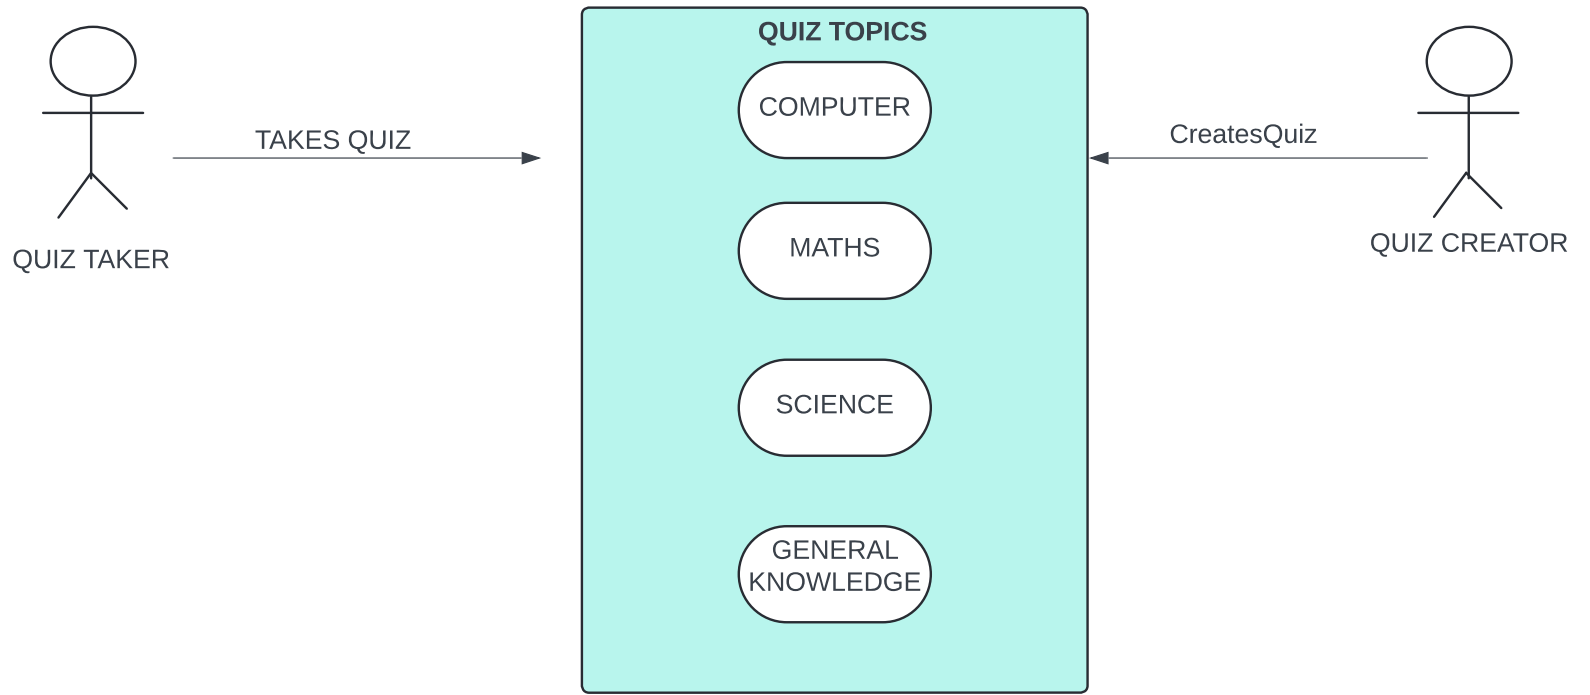 QUIZ TOPICS
COMPUTER
TAKES QUIZ
CreatesQuiz
MATHS
QUIZ TAKER
QUIZ CREATOR
SCIENCE
GENERAL
KNOWLEDGE